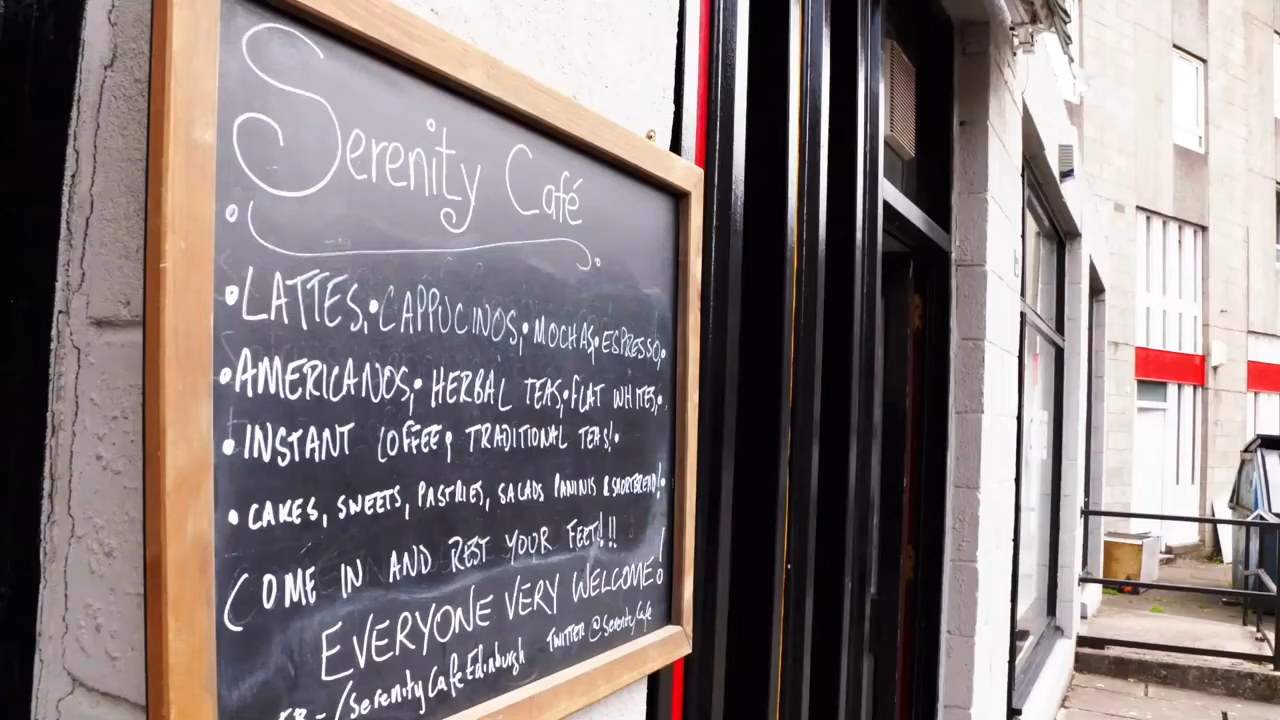 Serenity Café
• LATTES, • CAPPUCINOS, • MOCHAS, • ESPRESSO, •
• AMERICANOS, • HERBAL TEAS, • FLAT WHITES, •
• INSTANT COFFEE, TRADITIONAL TEAS! •
• CAKES, SWEETS, PASTRIES, SALADS PANINIS & SHORTBREAD! •
COME IN AND REST YOUR FEET!!!
EVERYONE VERY WELCOME!
FB - /SerenityCafeEdinburgh TWITTER @SerenityCafe